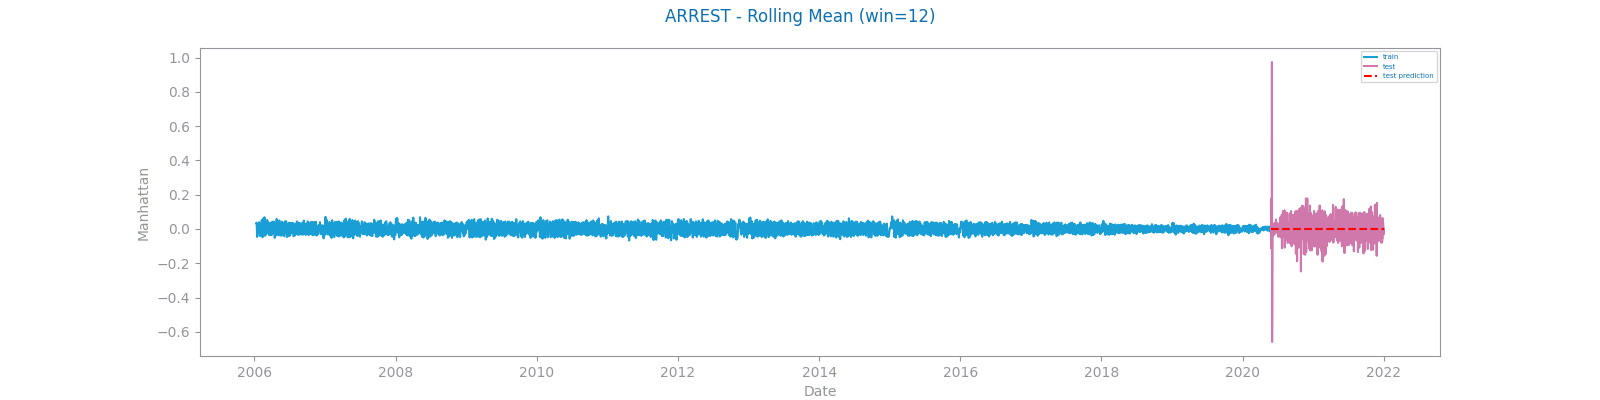 ARREST - Rolling Mean (win=12)
train
test
test prediction
1.0
0.8
0.6
0.4
0.2
0.0
−0.2
−0.4
−0.6
Manhattan
2006 2008 2010 2012 2014 2016 2018 2020 2022
Date